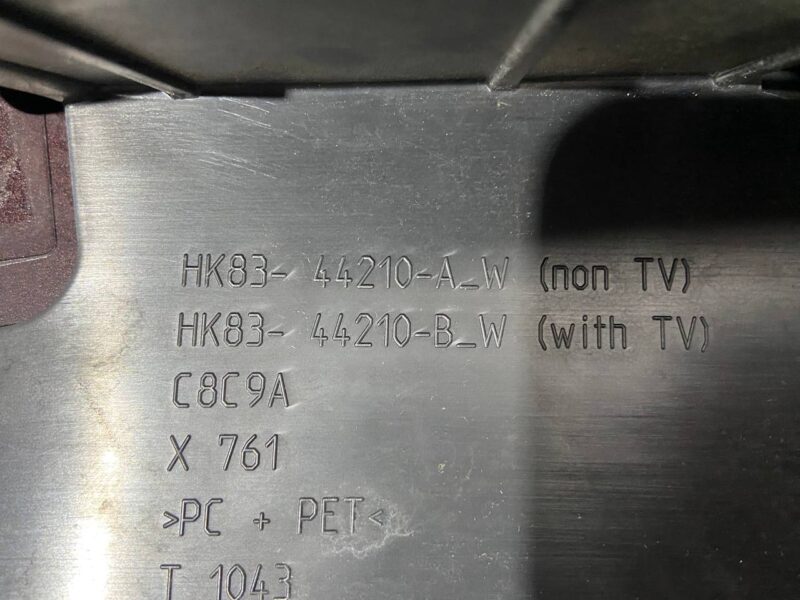 HK83- 44210-A_W (non TV)
HK83- 44210-B_W (with TV)
C8C9A
X 761
>PC + PET<
T 1043